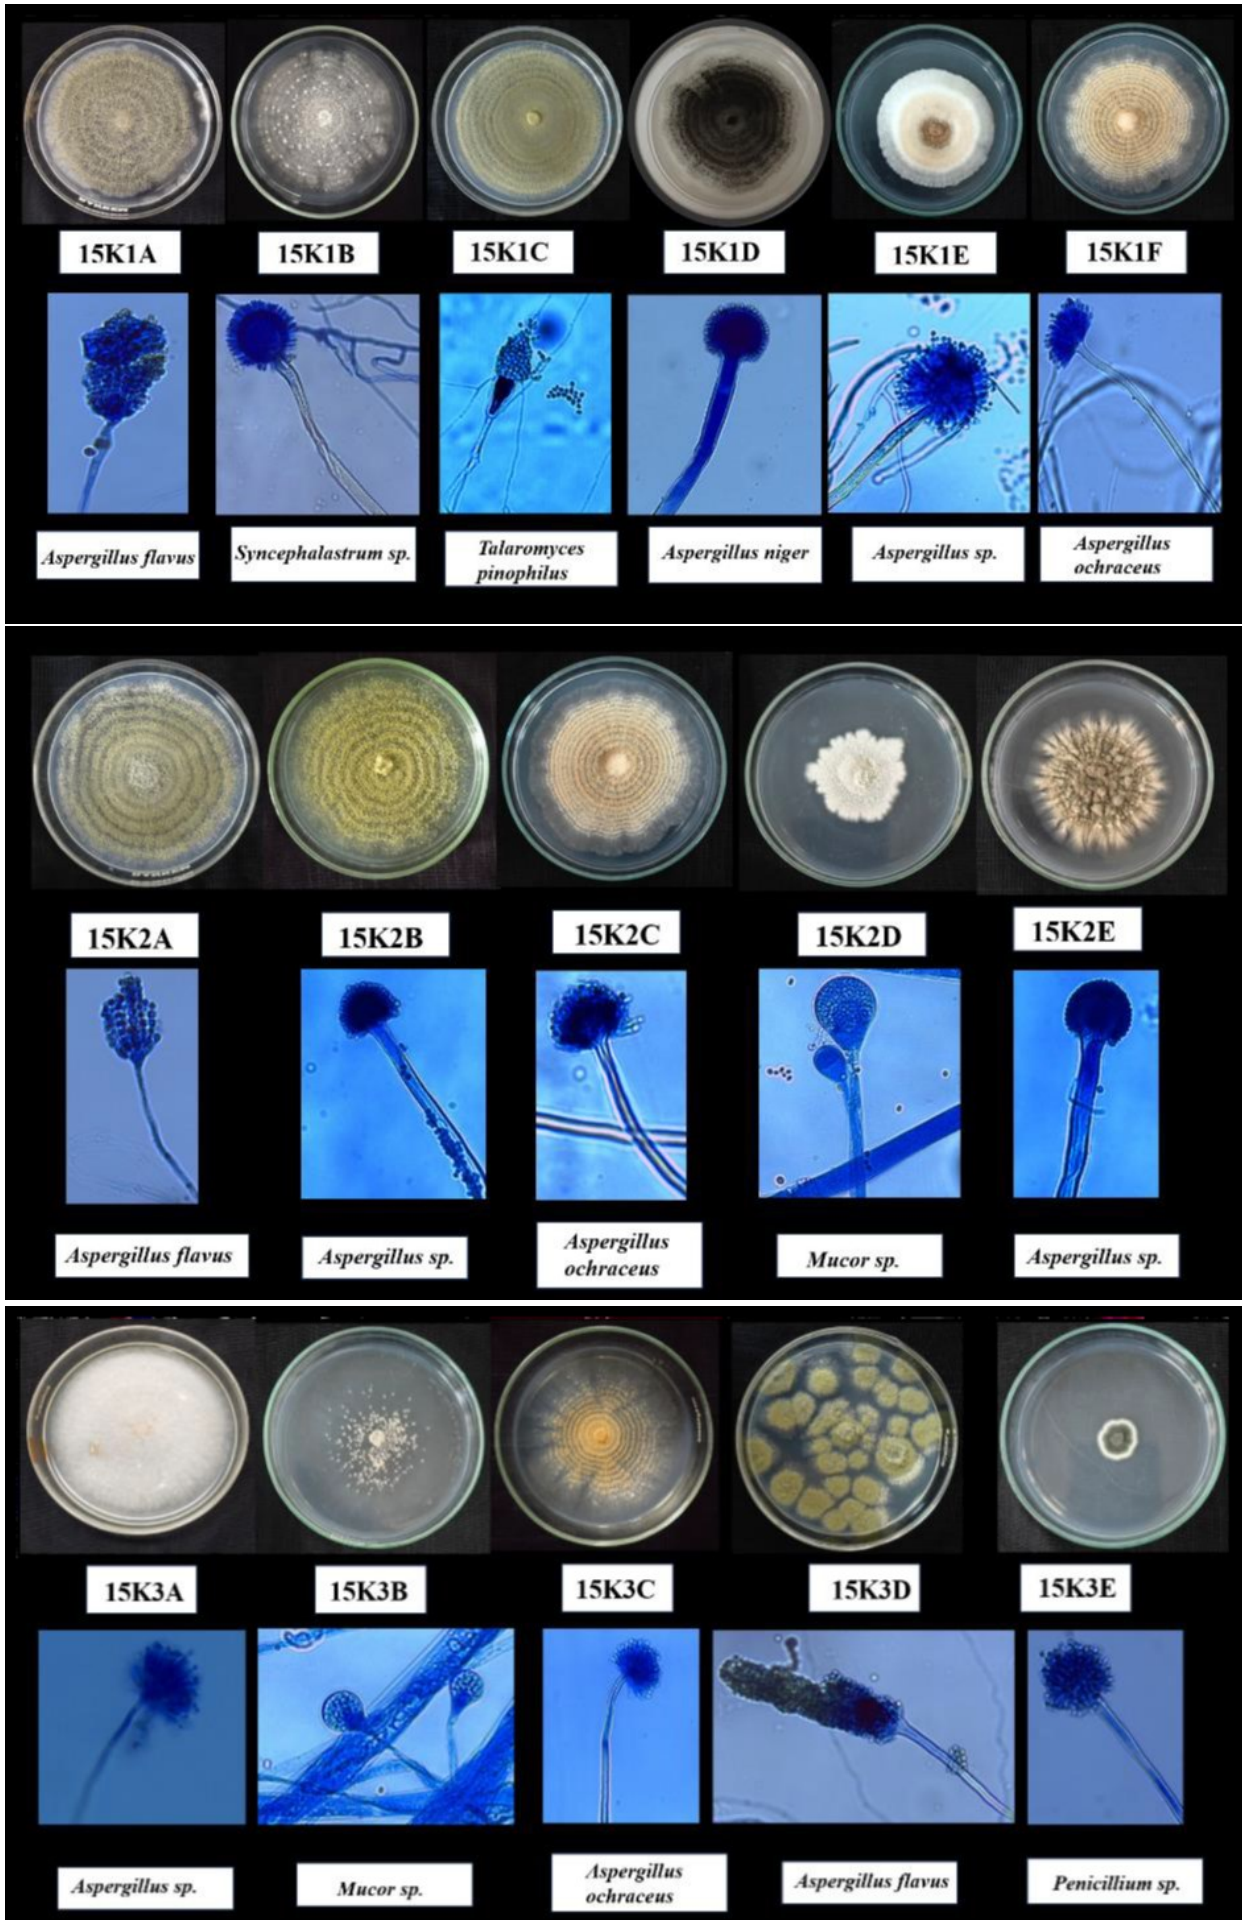 15K1A
15K1B
15K1C
15K1D
15K1E
15K1F
Aspergillus flavus
Syncephalastrum sp.
Talaromyces
pinophilus
Aspergillus niger
Aspergillus sp.
Aspergillus
ochraceus
15K2A
15K2B
15K2C
15K2D
15K2E
Aspergillus flavus
Aspergillus sp.
Aspergillus
ochraceus
Mucor sp.
Aspergillus sp.
15K3A
15K3B
15K3C
15K3D
15K3E
Aspergillus sp.
Mucor sp.
Aspergillus
ochraceus
Aspergillus flavus
Penicillium sp.